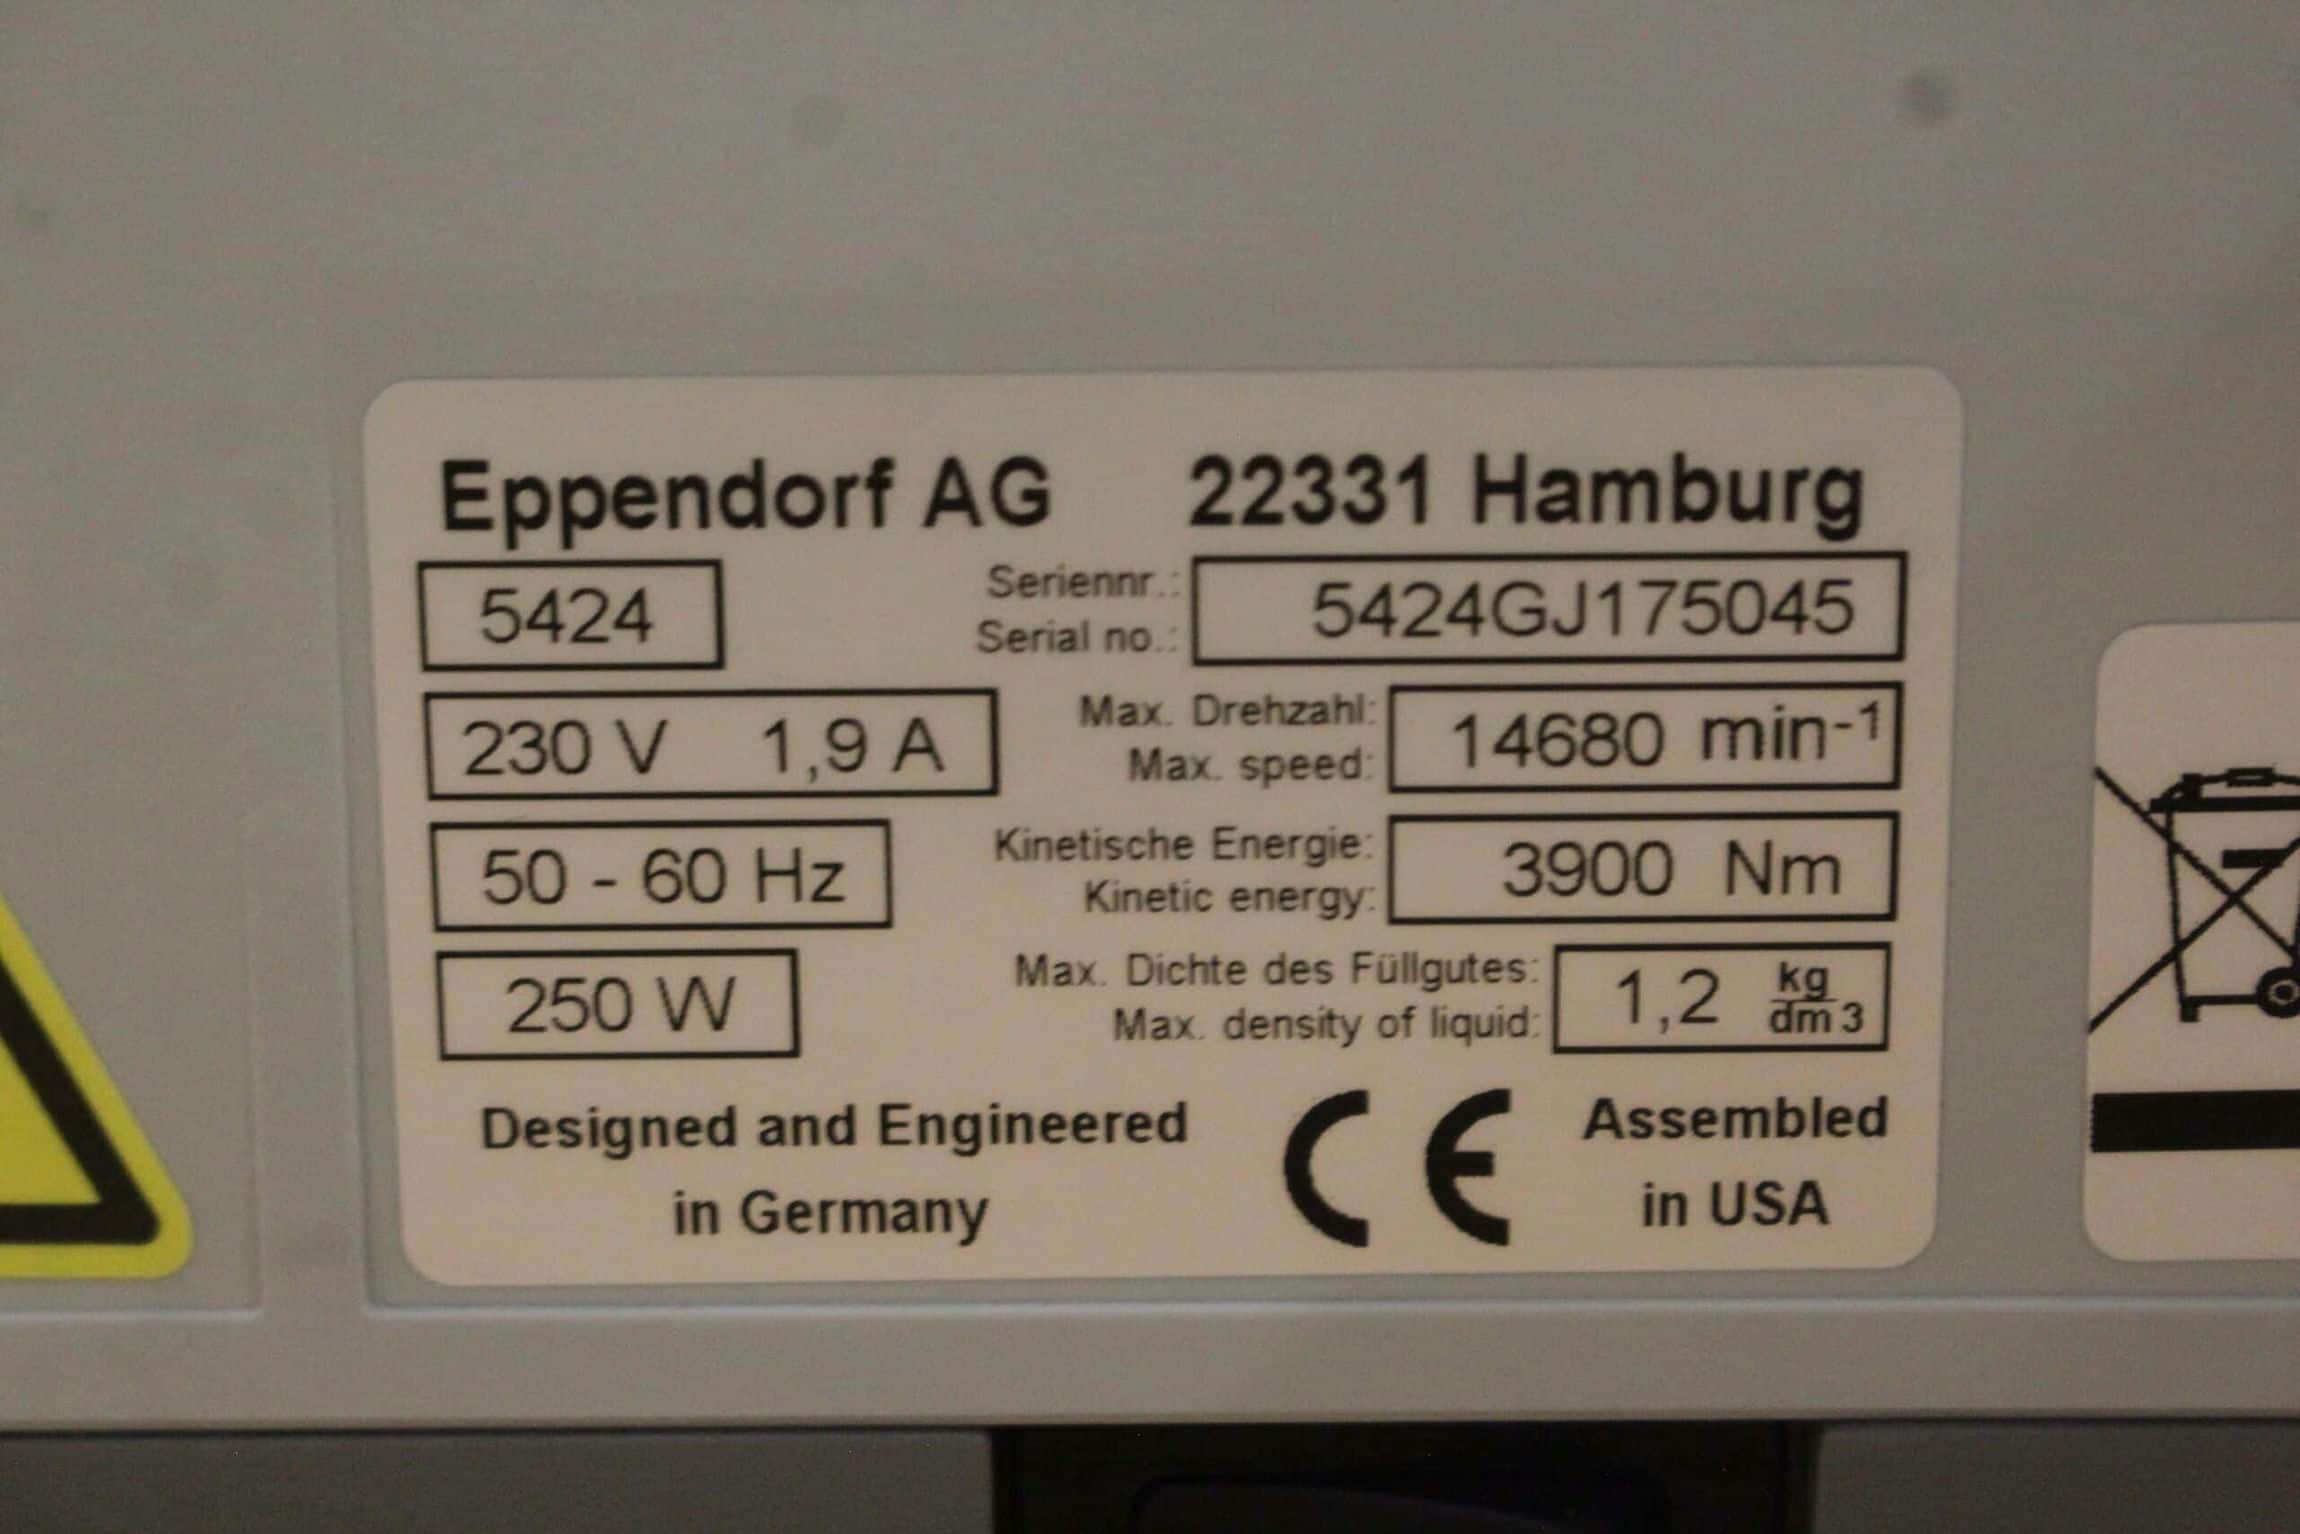 Eppendorf AG 22331 Hamburg
5424 Seriennr.: 5424GJ175045
Serial no.:
230 V 1,9 A Max. Drehzahl: 14680 min-1
Max. speed:
50 - 60 Hz Kinetische Energie: 3900 Nm
Kinetic energy:
250 W Max. Dichte des Füllgutes: 1,2 kg/dm3
Max. density of liquid:
Designed and Engineered CE Assembled
in Germany in USA